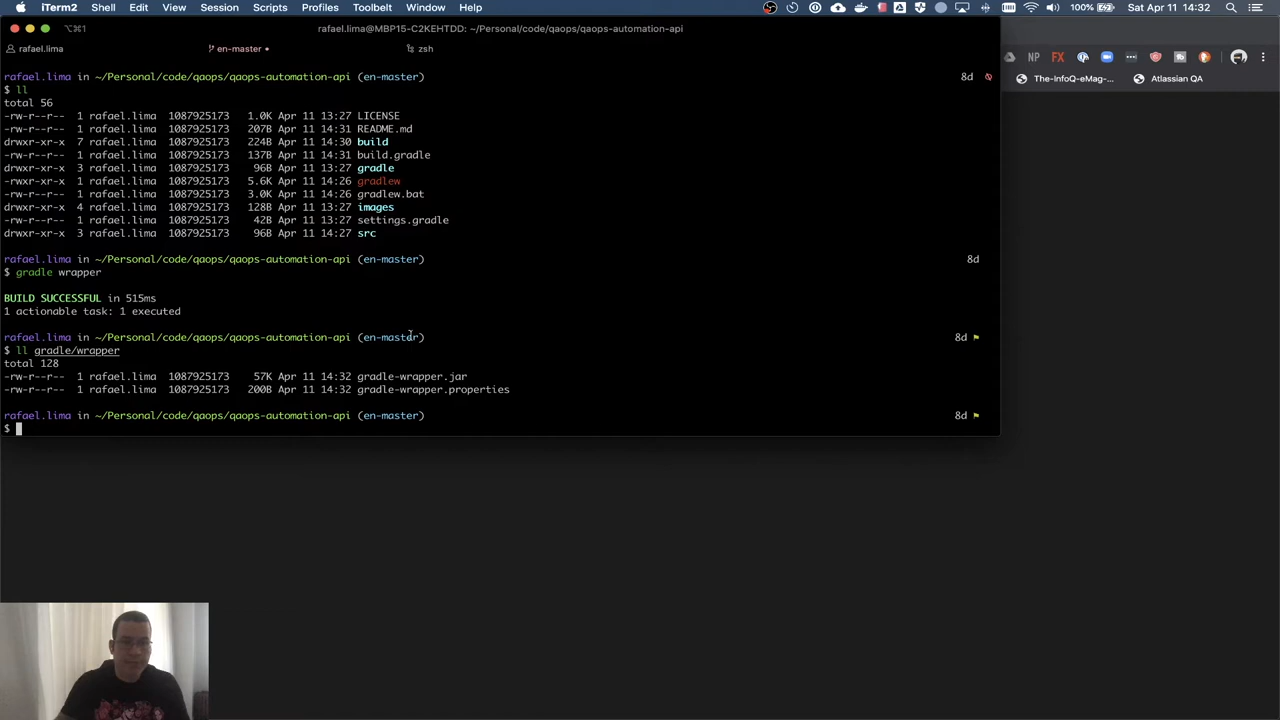 iTerm2 Shell Edit View Session Scripts Profiles Toolbelt Window Help 100% Sat Apr 11 14:32
⌥⌘1 rafael.lima@MBP15-C2KEHTDD: ~/Personal/code/qaops/qaops-automation-api
rafael.lima en-master zsh
NP FX
The-InfoQ-eMag-... Atlassian QA
rafael.lima in ~/Personal/code/qaops/qaops-automation-api (en-master) 8d
$ ll
total 56
-rw-r--r-- 1 rafael.lima 1087925173 1.0K Apr 11 13:27 LICENSE
-rw-r--r-- 1 rafael.lima 1087925173 207B Apr 11 14:31 README.md
drwxr-xr-x 7 rafael.lima 1087925173 224B Apr 11 14:30 build
-rw-r--r-- 1 rafael.lima 1087925173 137B Apr 11 14:31 build.gradle
drwxr-xr-x 3 rafael.lima 1087925173 96B Apr 11 13:27 gradle
-rwxr-xr-x 1 rafael.lima 1087925173 5.6K Apr 11 14:26 gradlew
-rw-r--r-- 1 rafael.lima 1087925173 3.0K Apr 11 14:26 gradlew.bat
drwxr-xr-x 4 rafael.lima 1087925173 128B Apr 11 13:27 images
-rw-r--r-- 1 rafael.lima 1087925173 42B Apr 11 13:27 settings.gradle
drwxr-xr-x 3 rafael.lima 1087925173 96B Apr 11 14:27 src
rafael.lima in ~/Personal/code/qaops/qaops-automation-api (en-master) 8d
$ gradle wrapper
BUILD SUCCESSFUL in 515ms
1 actionable task: 1 executed
rafael.lima in ~/Personal/code/qaops/qaops-automation-api (en-master) 8d
$ ll gradle/wrapper
total 128
-rw-r--r-- 1 rafael.lima 1087925173 57K Apr 11 14:32 gradle-wrapper.jar
-rw-r--r-- 1 rafael.lima 1087925173 200B Apr 11 14:32 gradle-wrapper.properties
rafael.lima in ~/Personal/code/qaops/qaops-automation-api (en-master) 8d
$